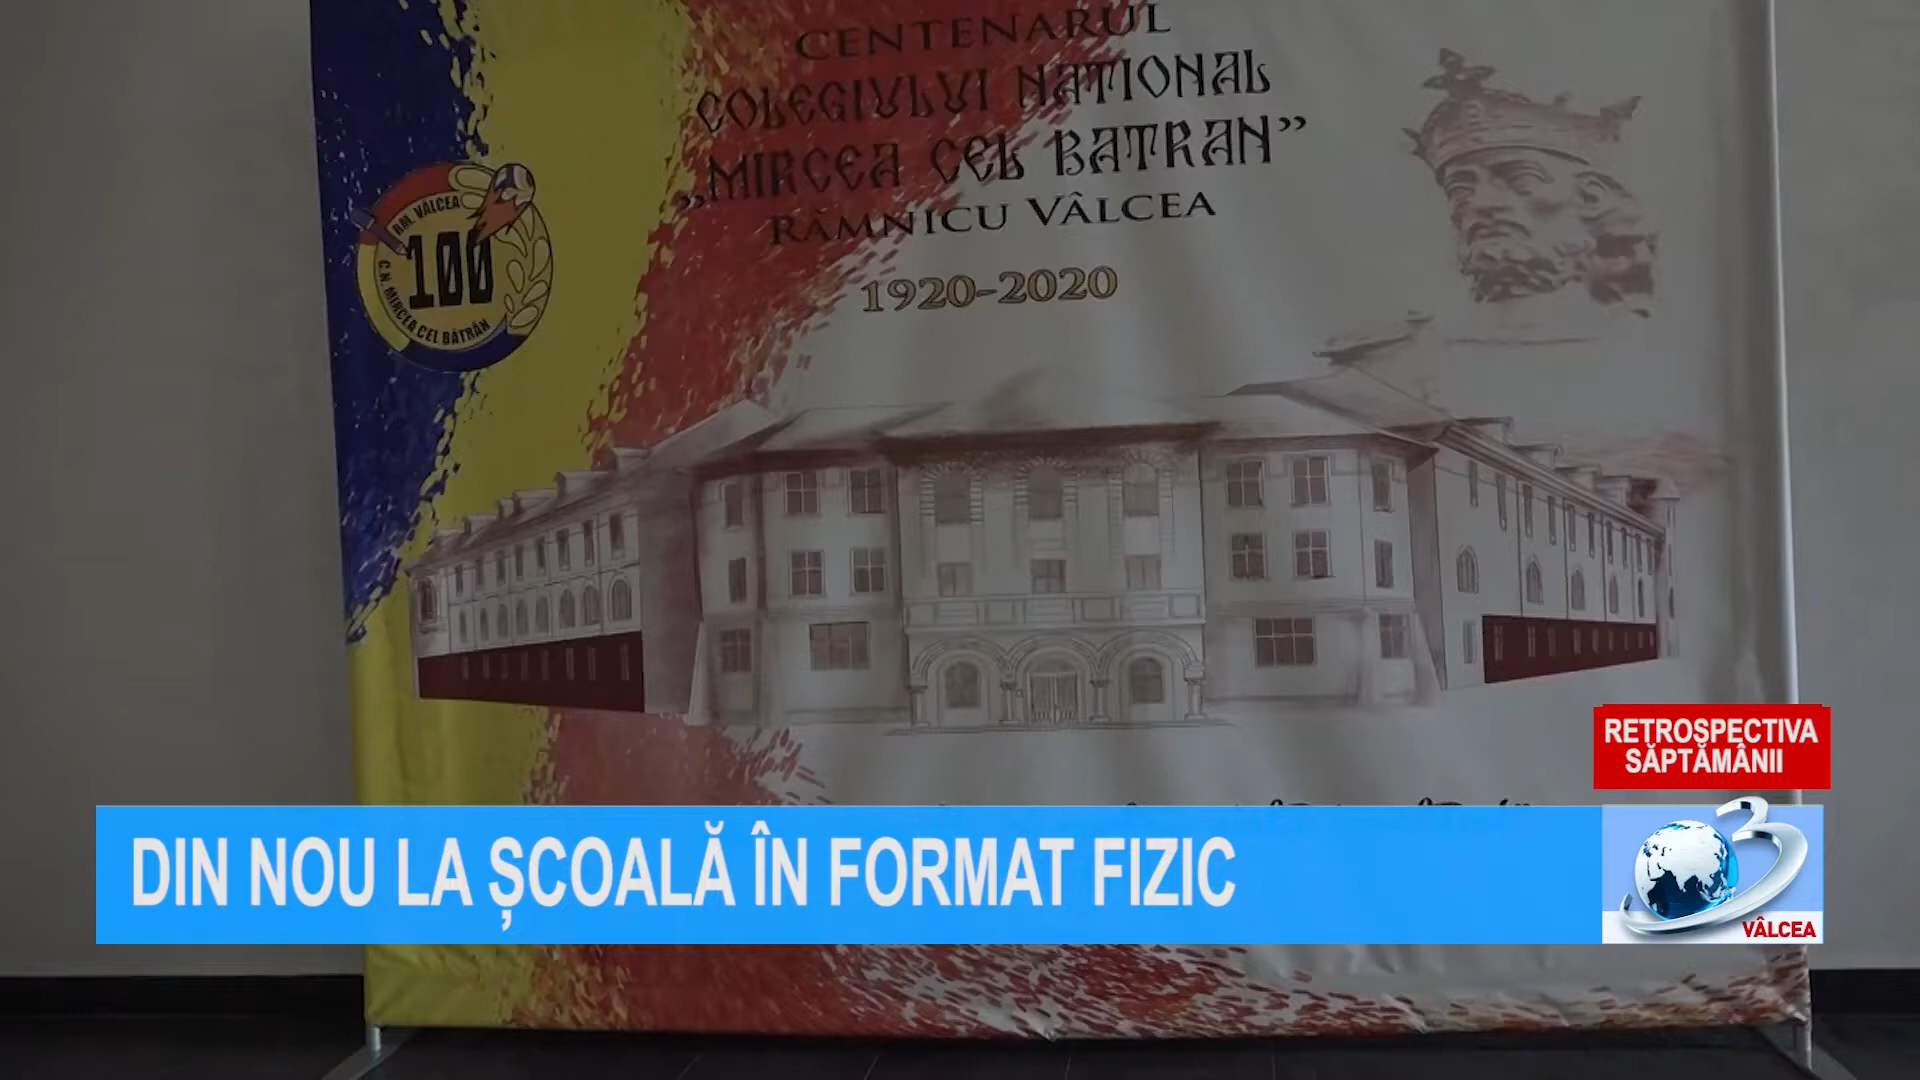 CENTENARUL
COLEGIULUI NATIONAL
„MIRCEA CEL BATRAN”
RÂMNICU VÂLCEA
1920-2020
RM. VÂLCEA
100
C.N. MIRCEA CEL BĂTRÂN
RETROSPECTIVA
SĂPTĂMÂNII
DIN NOU LA ȘCOALĂ ÎN FORMAT FIZIC
3
VÂLCEA